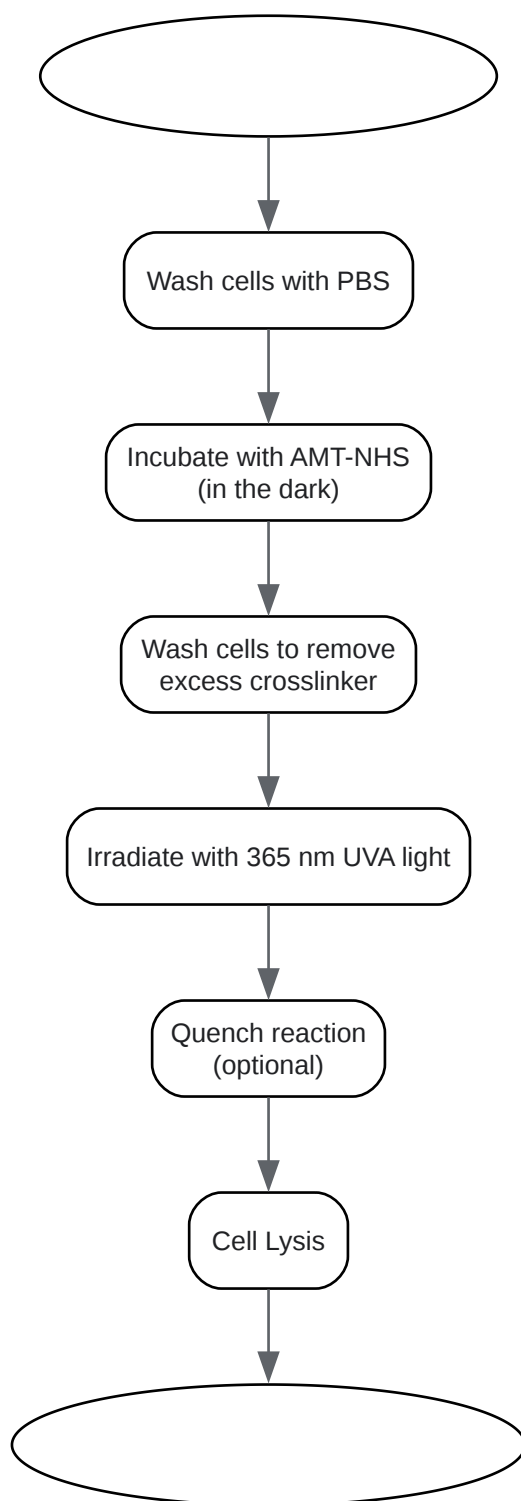 Wash cells with PBS
Incubate with AMT-NHS
(in the dark)
Wash cells to remove
excess crosslinker
Irradiate with 365 nm UVA light
Quench reaction
(optional)
Cell Lysis